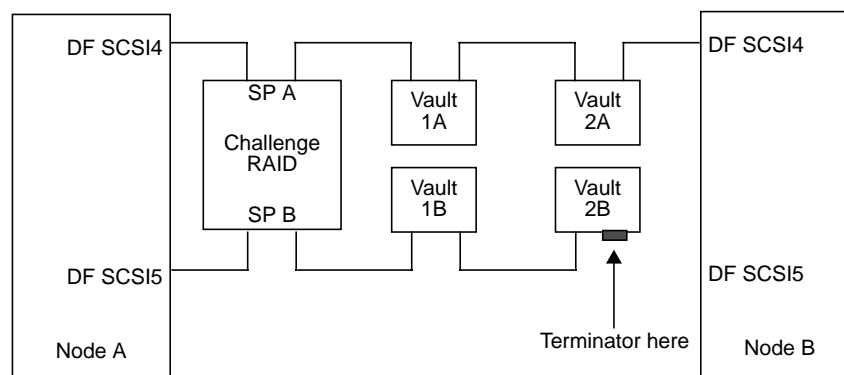 DF SCSI4
DF SCSI4
SP A
Challenge
RAID
SP B
Vault
1A
Vault
2A
Vault
1B
Vault
2B
DF SCSI5
DF SCSI5
Terminator here
Node A
Node B